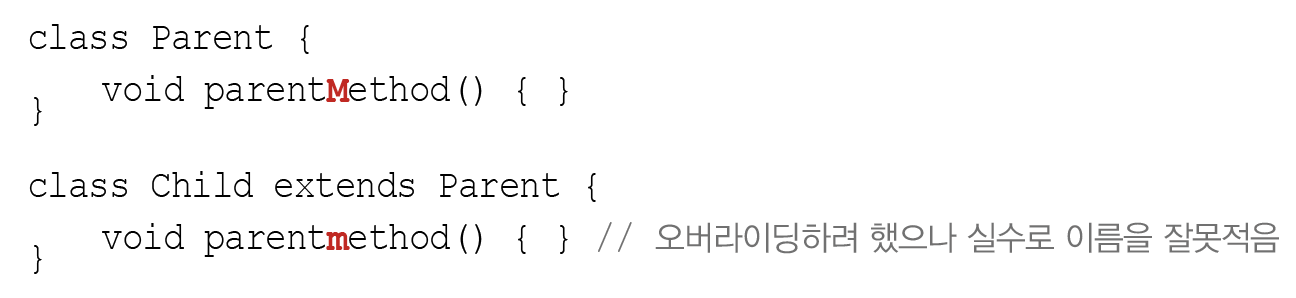 class Parent {
    void parentMethod() { }
}
class Child extends Parent {
    void parentmethod() { } // 오버라이딩하려 했으나 실수로 이름을 잘못적음
}